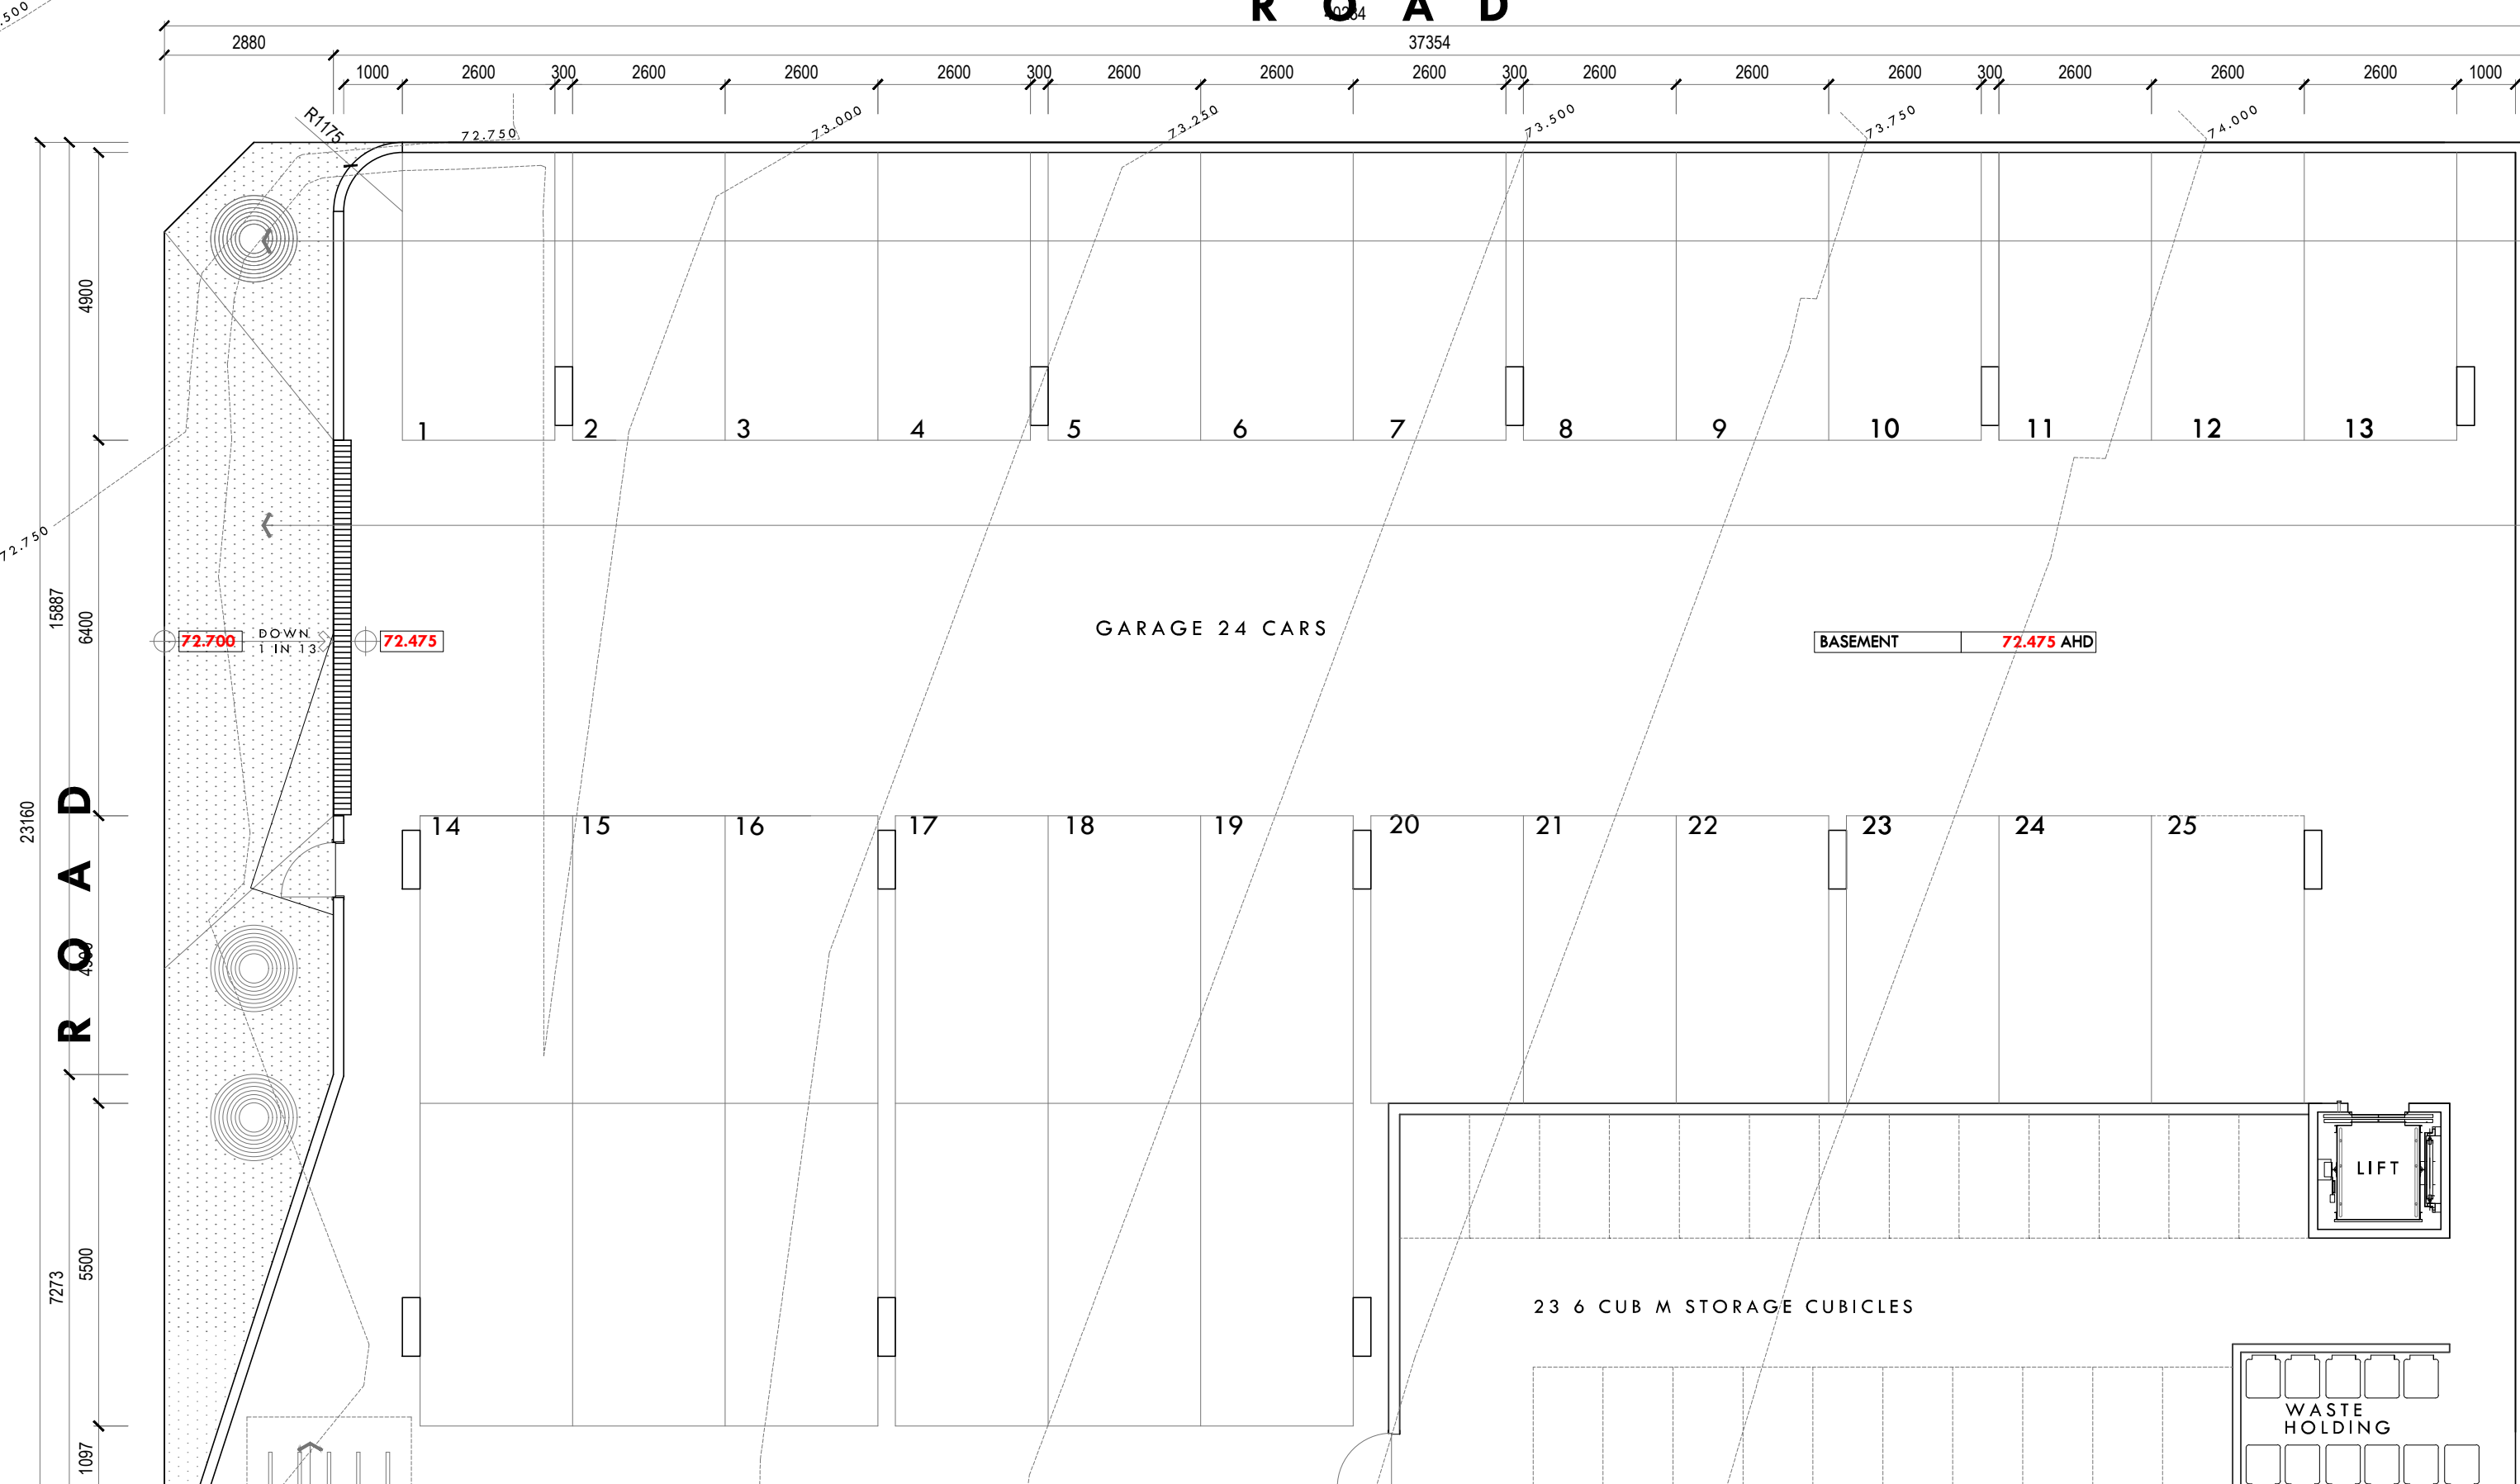 R O A D
.500
40234
2880 37354
1000 2600 300 2600 2600 2600 300 2600 2600 2600 300 2600 2600 2600 300 2600 2600 2600 1000
R1175
72.750 73.000 73.250 73.500 73.750 74.000
4900
1 2 3 4 5 6 7 8 9 10 11 12 13
72.750
15887
6400
GARAGE 24 CARS
72.700 DOWN 72.475
1 IN 13
BASEMENT 72.475 AHD
23160
R O A D
14 15 16 17 18 19 20 21 22 23 24 25
4900
LIFT
5500
7273
23 6 CUB M STORAGE CUBICLES
WASTE
HOLDING
1097